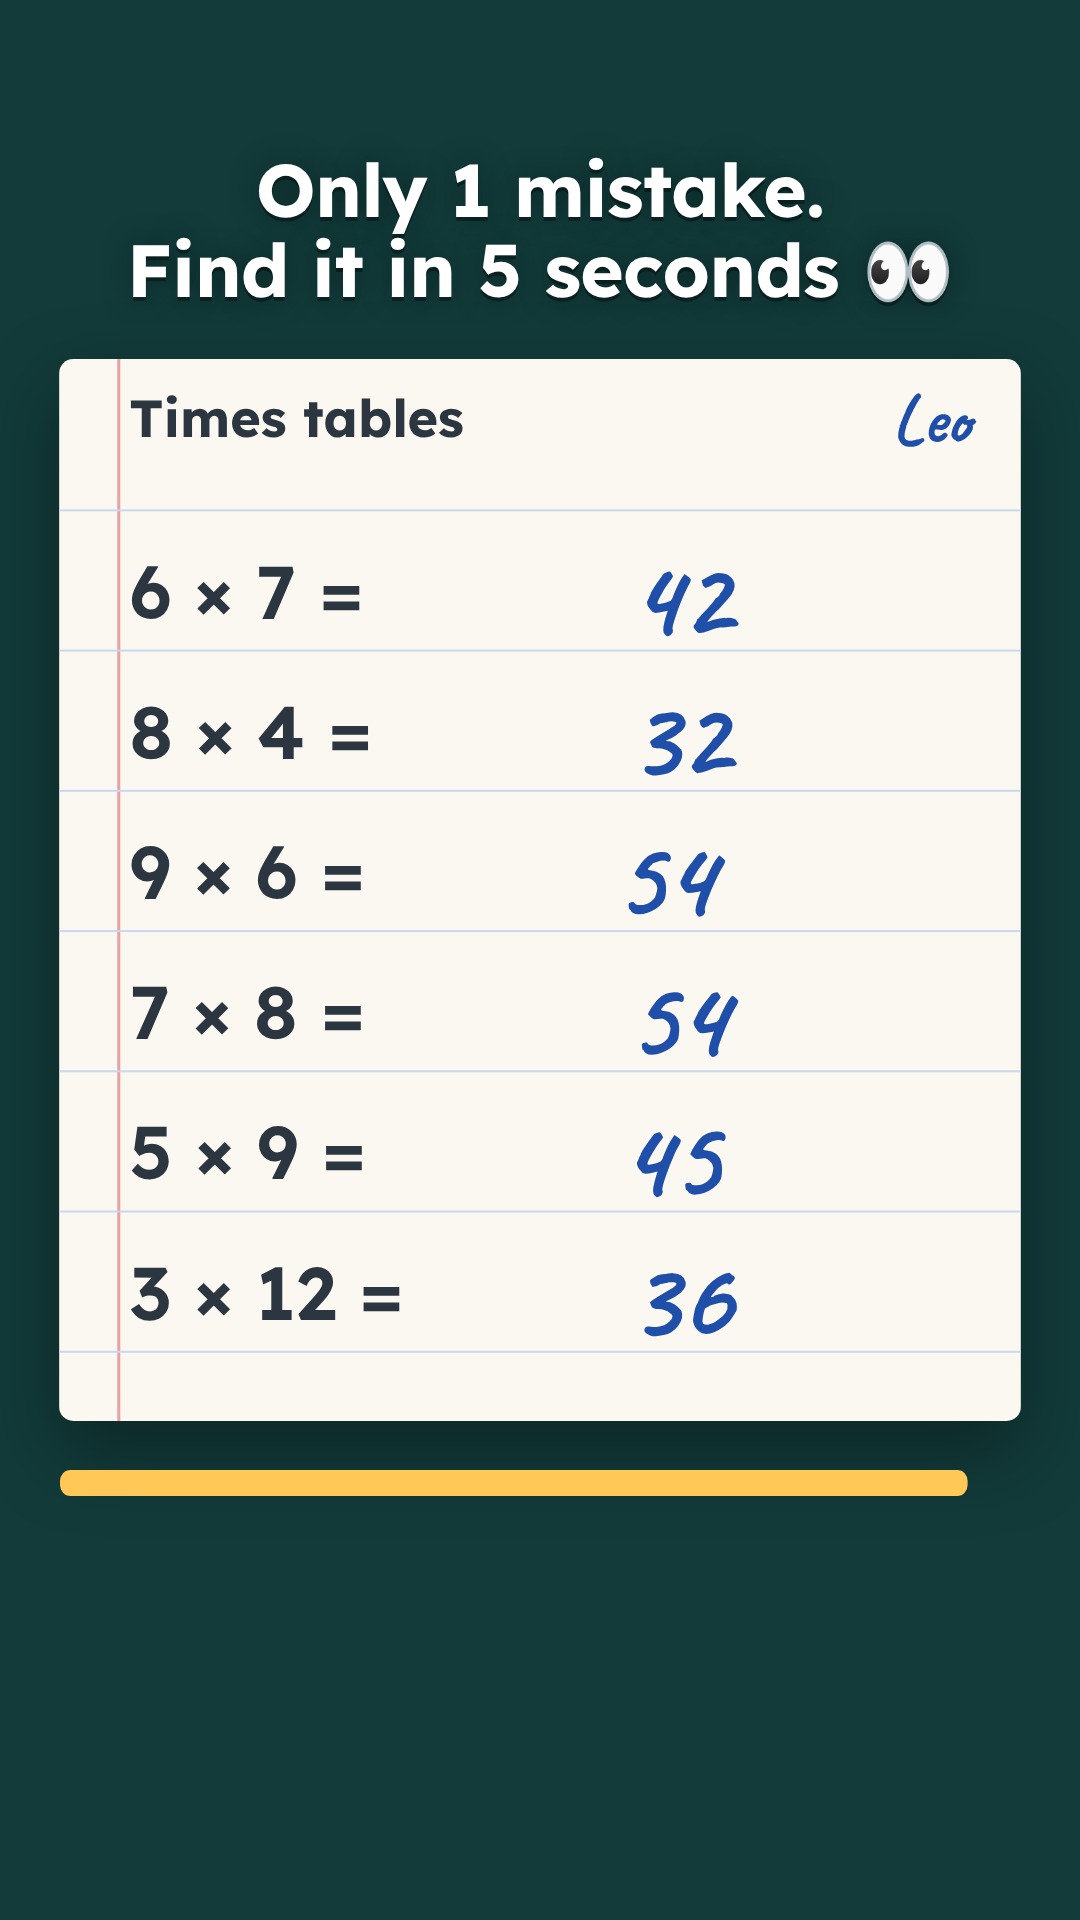 Only 1 mistake.
Find it in 5 seconds 👀
Times tables Leo
6 × 7 = 42
8 × 4 = 32
9 × 6 = 54
7 × 8 = 54
5 × 9 = 45
3 × 12 = 36